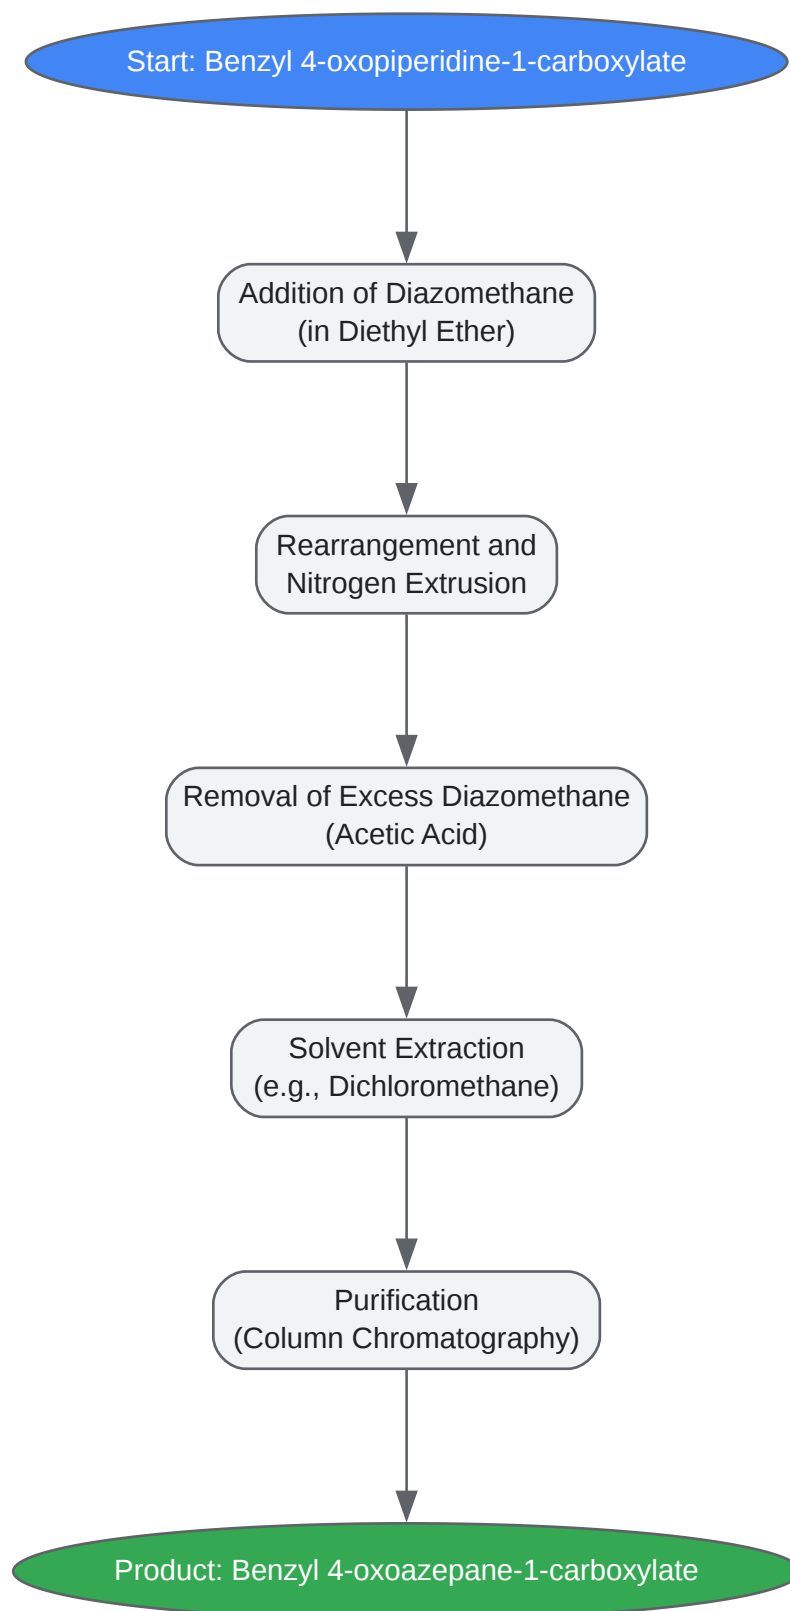 Start: Benzyl 4-oxopiperidine-1-carboxylate
Addition of Diazomethane
(in Diethyl Ether)
Rearrangement and
Nitrogen Extrusion
Removal of Excess Diazomethane
(Acetic Acid)
Solvent Extraction
(e.g., Dichloromethane)
Purification
(Column Chromatography)
Product: Benzyl 4-oxoazepane-1-carboxylate